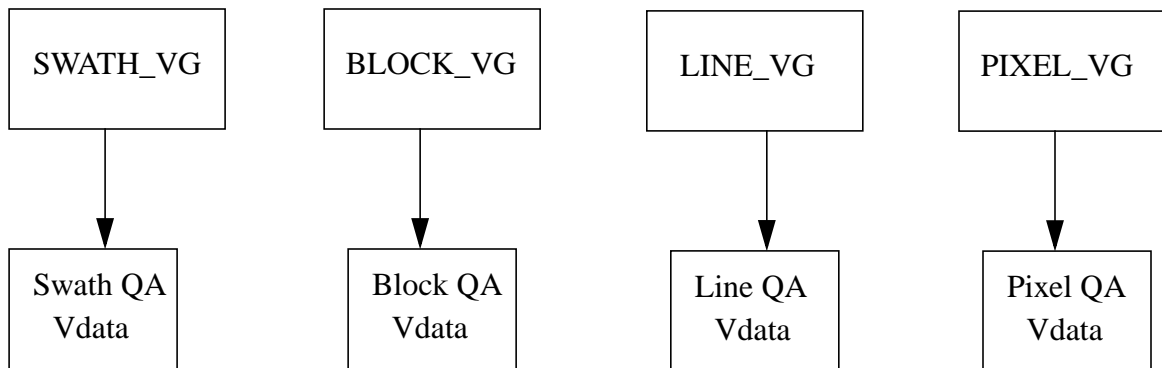 SWATH_VG
BLOCK_VG
LINE_VG
PIXEL_VG
Swath QA
Vdata
Block QA
Vdata
Line QA
Vdata
Pixel QA
Vdata